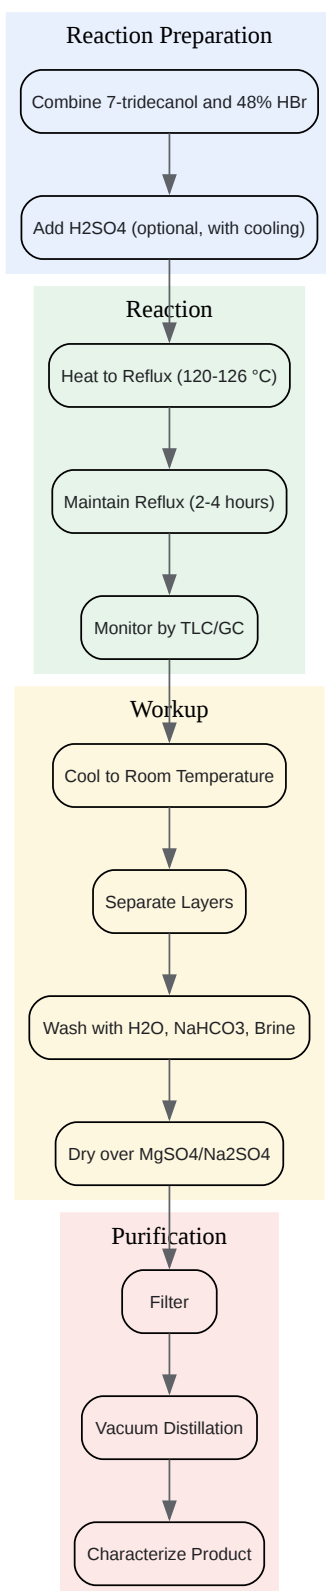 Reaction Preparation
Combine 7-tridecanol and 48% HBr
Add H2SO4 (optional, with cooling)
Reaction
Heat to Reflux (120-126 °C)
Maintain Reflux (2-4 hours)
Monitor by TLC/GC
Workup
Cool to Room Temperature
Separate Layers
Wash with H2O, NaHCO3, Brine
Dry over MgSO4/Na2SO4
Purification
Filter
Vacuum Distillation
Characterize Product